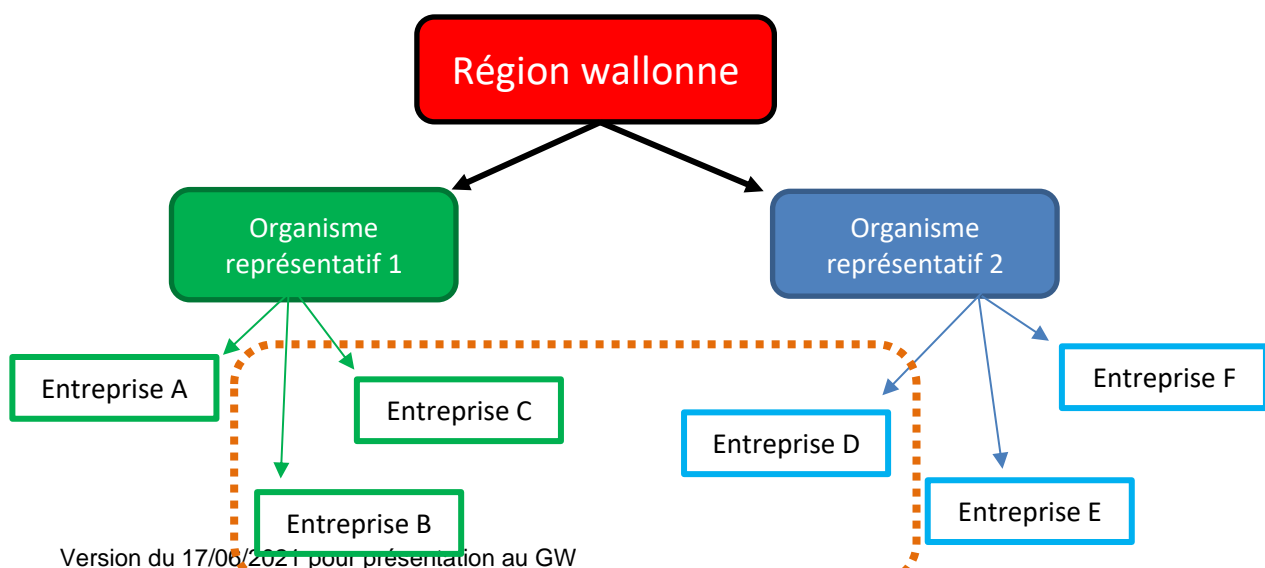 Région wallonne
Organisme
représentatif 1
Organisme
représentatif 2
Entreprise A
Entreprise C
Entreprise B
Entreprise D
Entreprise E
Entreprise F
Version du 17/06/2021 pour présentation au GW